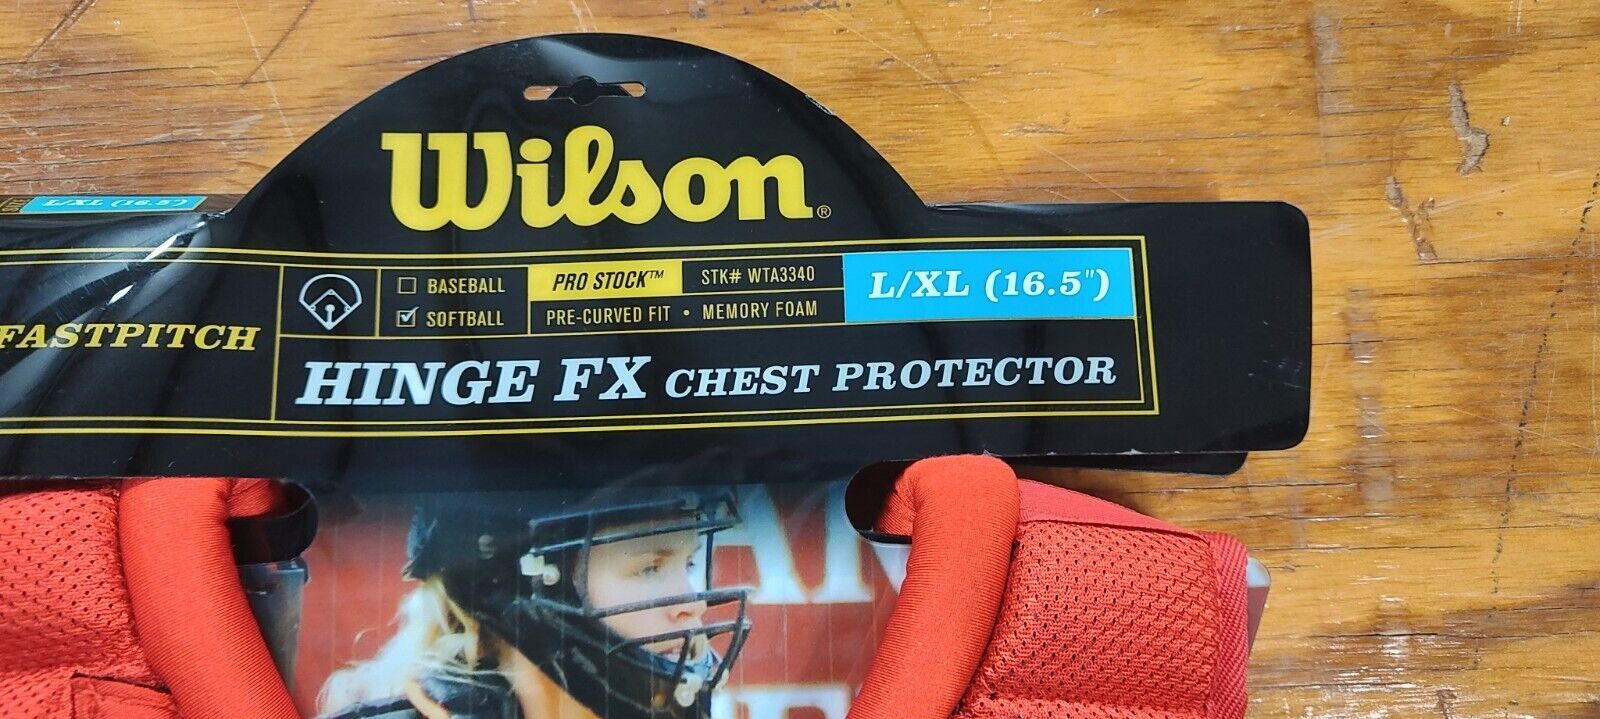 Wilson®
L/XL (16.5")
FASTPITCH
BASEBALL
SOFTBALL
PRO STOCK™
STK# WTA3340
PRE-CURVED FIT • MEMORY FOAM
L/XL (16.5")
HINGE FX CHEST PROTECTOR